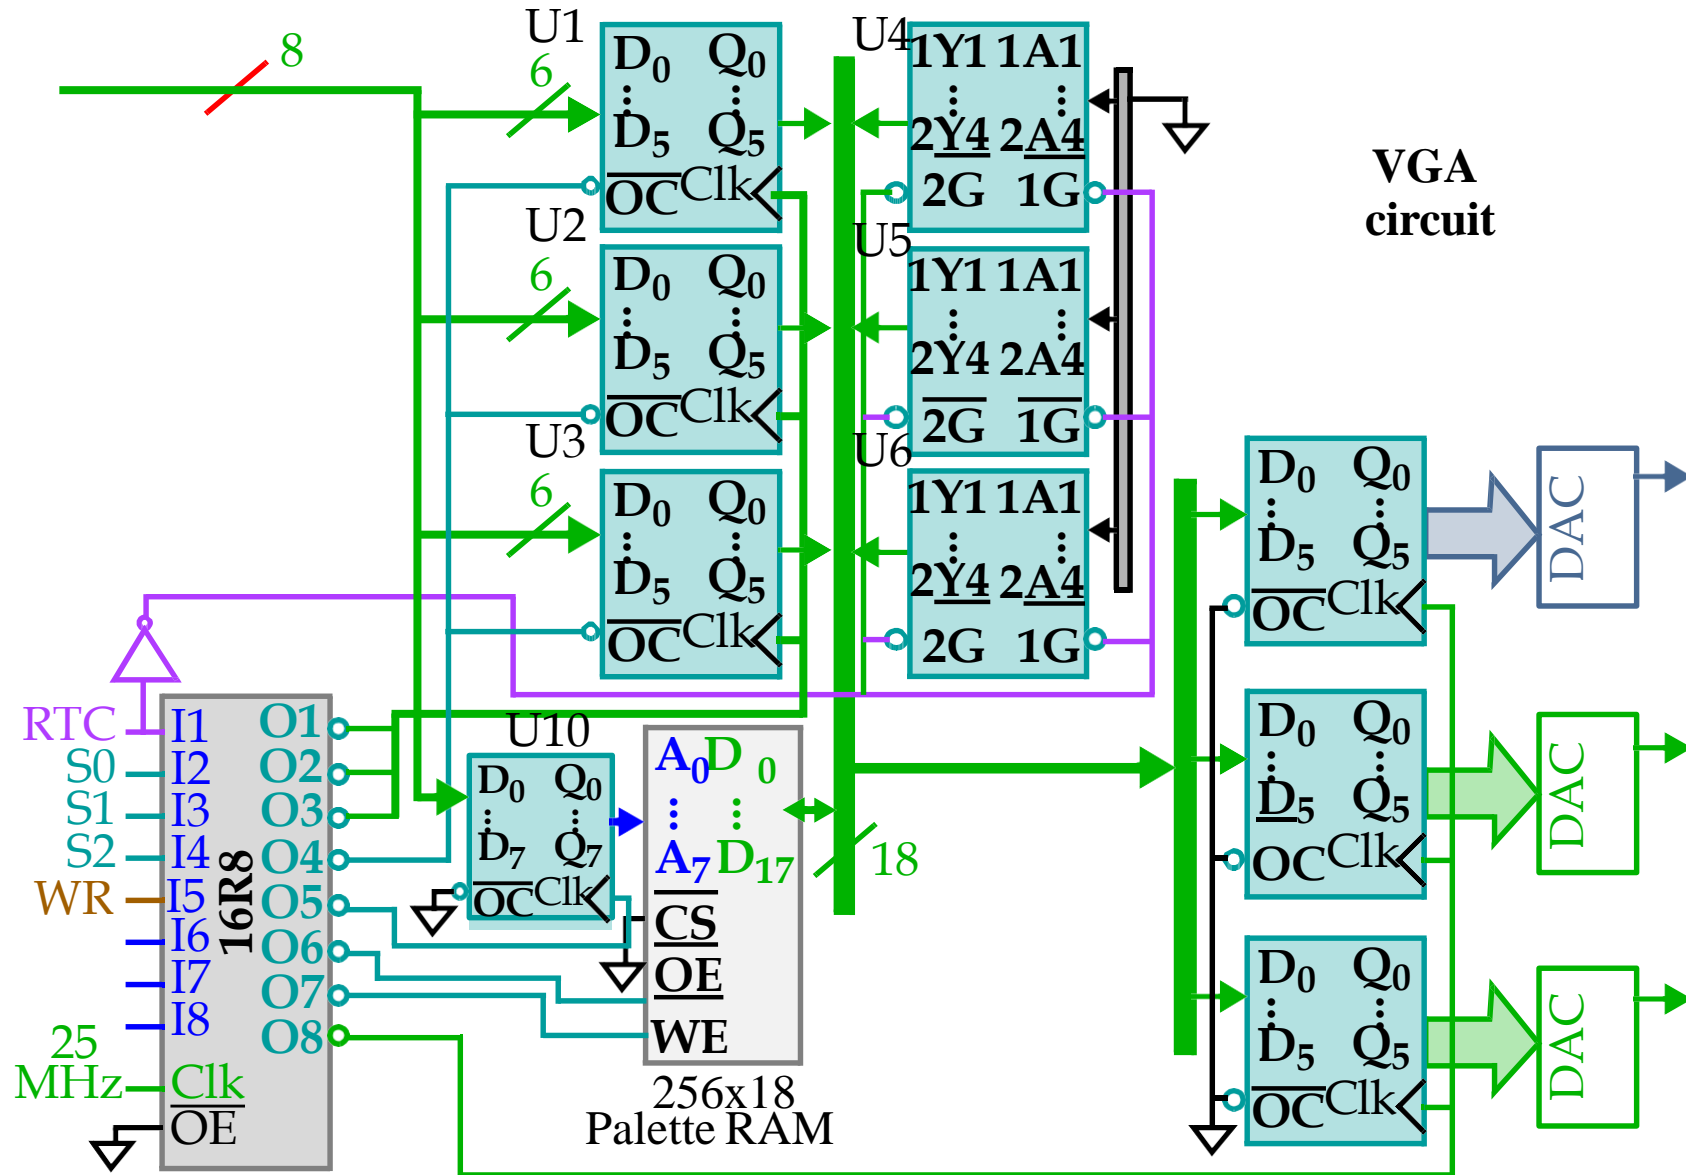 8
VGA
circuit
U1
6
D0 Q0
D5 Q5
OC Clk
U2
6
D0 Q0
D5 Q5
OC Clk
U3
6
D0 Q0
D5 Q5
OC Clk
U4
1Y1 1A1
2Y4 2A4
2G 1G
U5
1Y1 1A1
2Y4 2A4
2G 1G
U6
1Y1 1A1
2Y4 2A4
2G 1G
D0 Q0
D5 Q5
OC Clk
DAC
D0 Q0
D5 Q5
OC Clk
DAC
D0 Q0
D5 Q5
OC Clk
DAC
RTC
S0
S1
S2
WR
25
MHz
16R8
I1 O1
I2 O2
I3 O3
I4 O4
I5 O5
I6 O6
I7 O7
I8 O8
Clk
OE
U10
D0 Q0
D7 Q7
OC Clk
A0 D 0
A7 D17
CS
OE
WE
18
256x18
Palette RAM